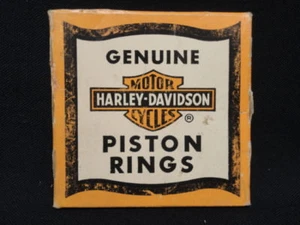 GENUINE
MOTOR
HARLEY-DAVIDSON
CYCLES
®
PISTON
RINGS